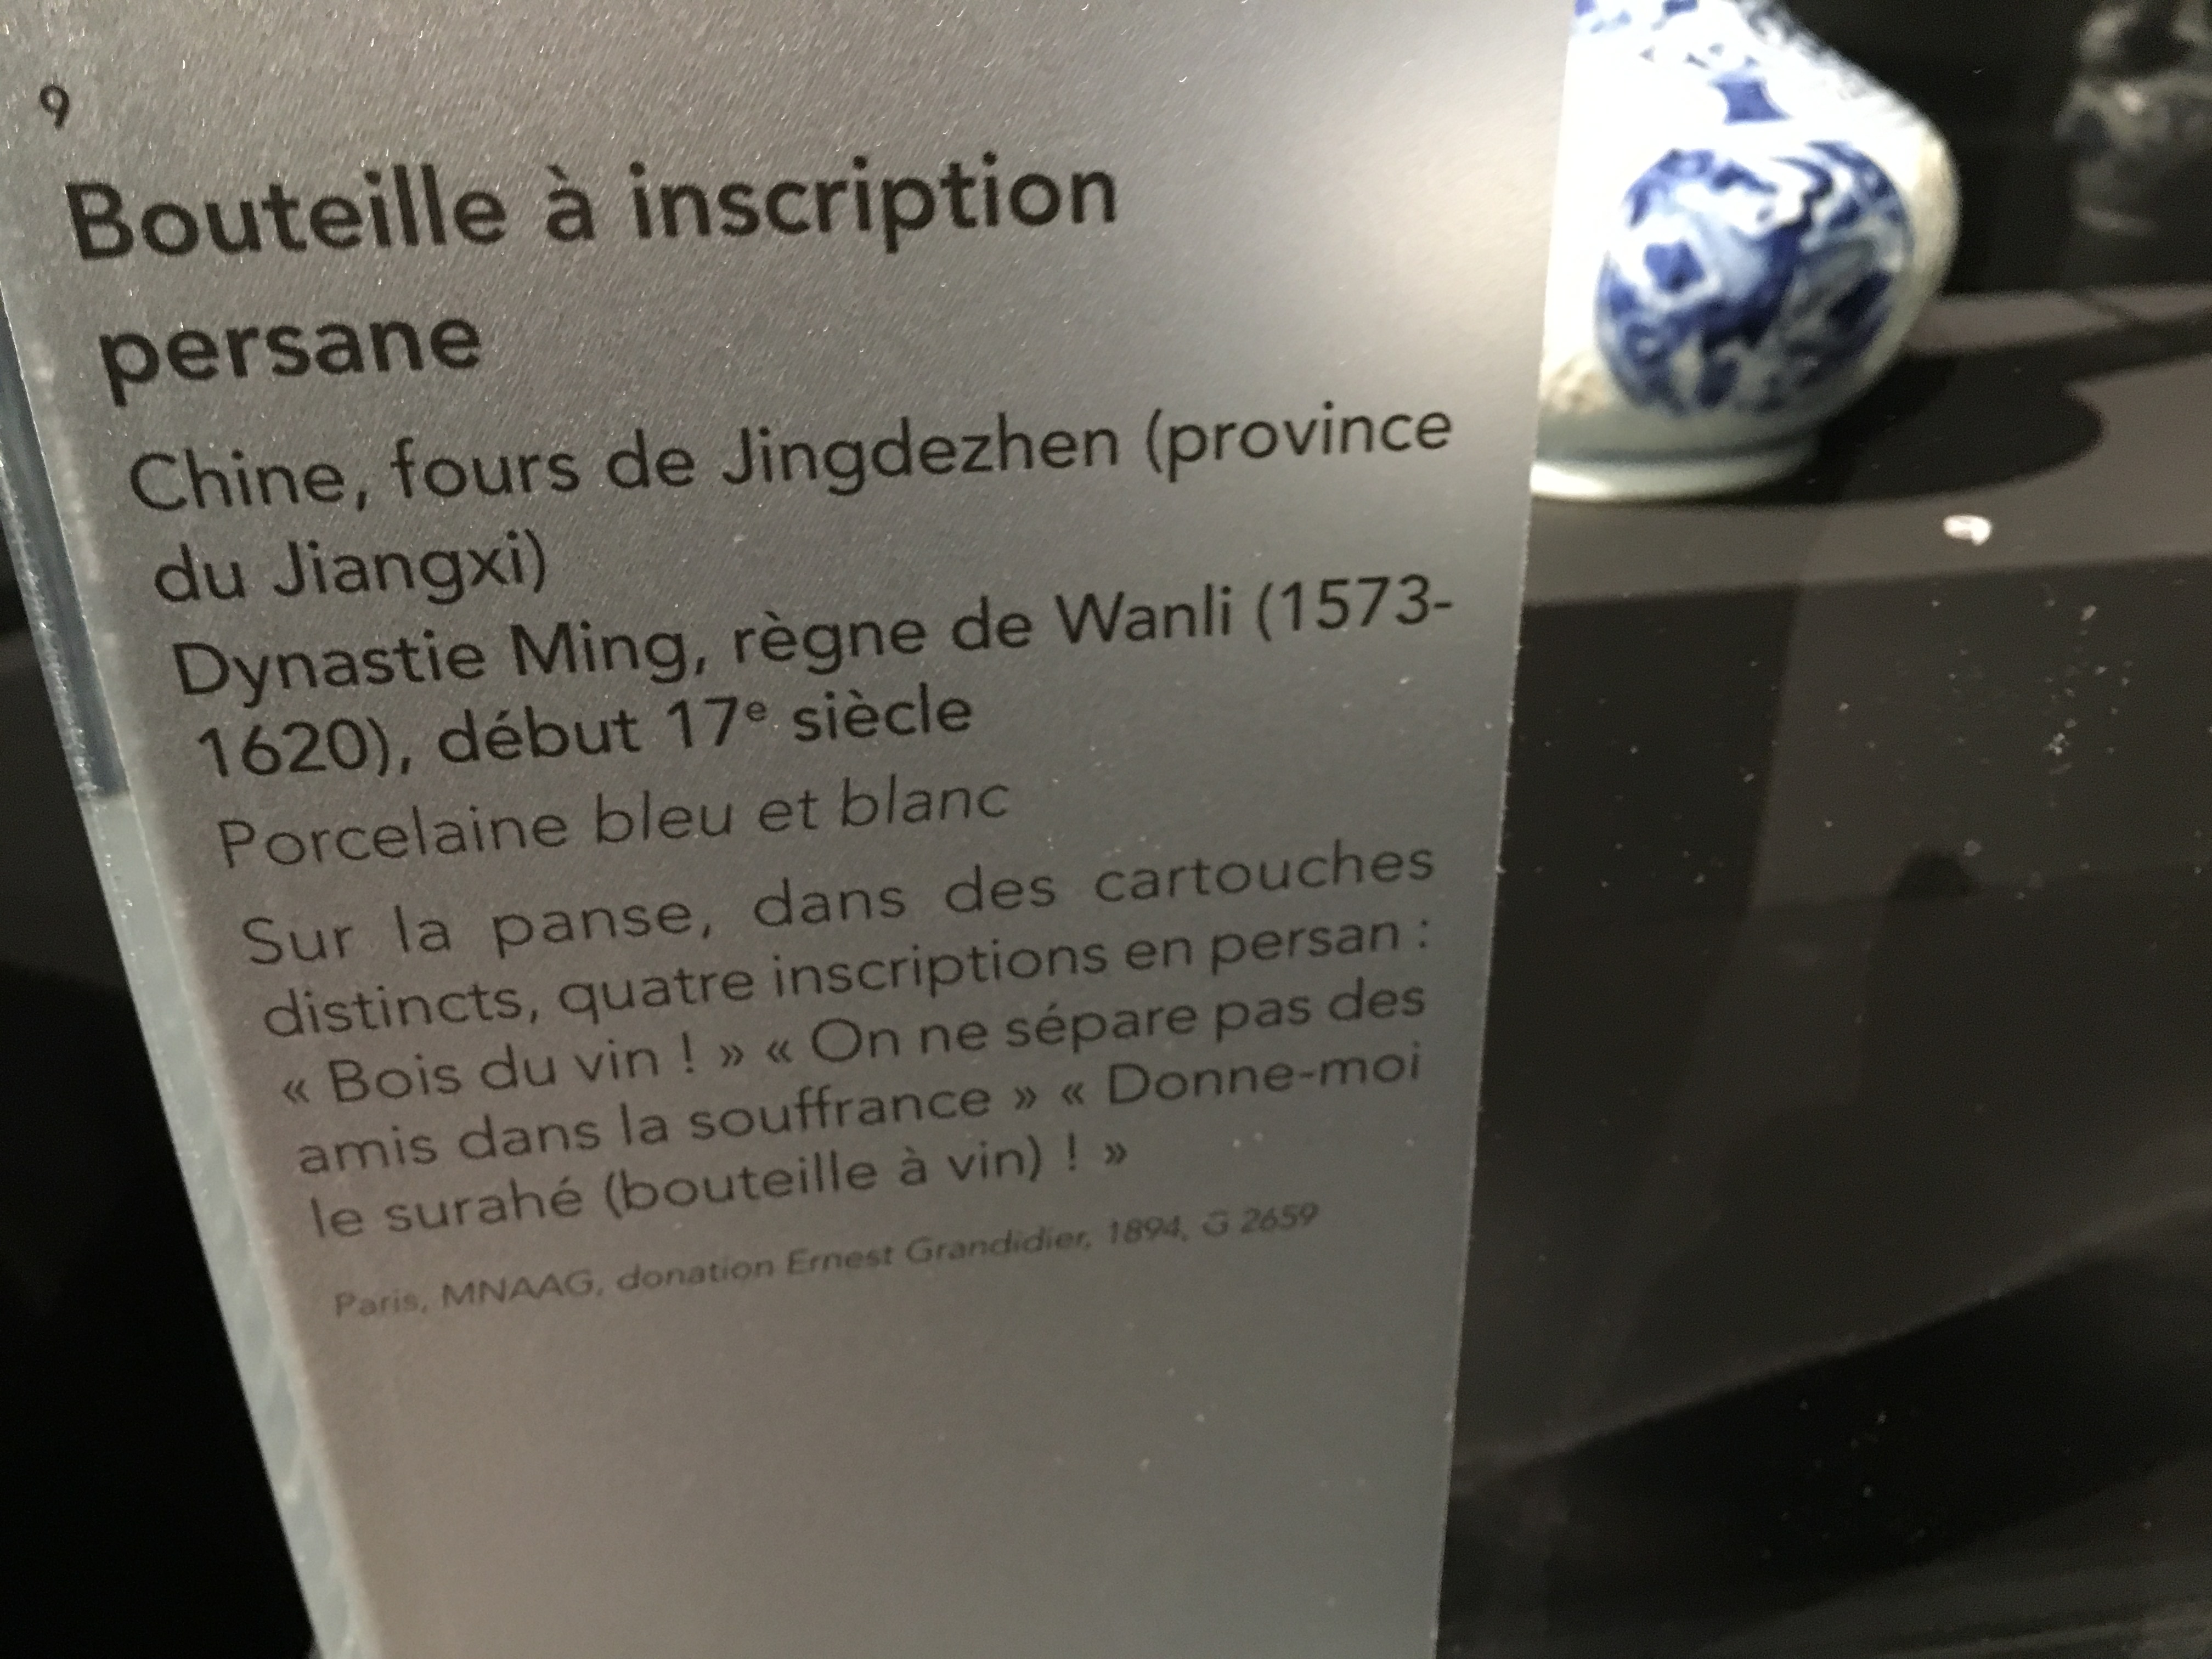 9
Bouteille à inscription
persane
Chine, fours de Jingdezhen (province
du Jiangxi)
Dynastie Ming, règne de Wanli (1573-
1620), début 17e siècle
Porcelaine bleu et blanc
Sur la panse, dans des cartouches
distincts, quatre inscriptions en persan :
« Bois du vin ! » « On ne sépare pas des
amis dans la souffrance » « Donne-moi
le surahé (bouteille à vin) ! »
Paris, MNAAG, donation Ernest Grandidier, 1894, G 2659